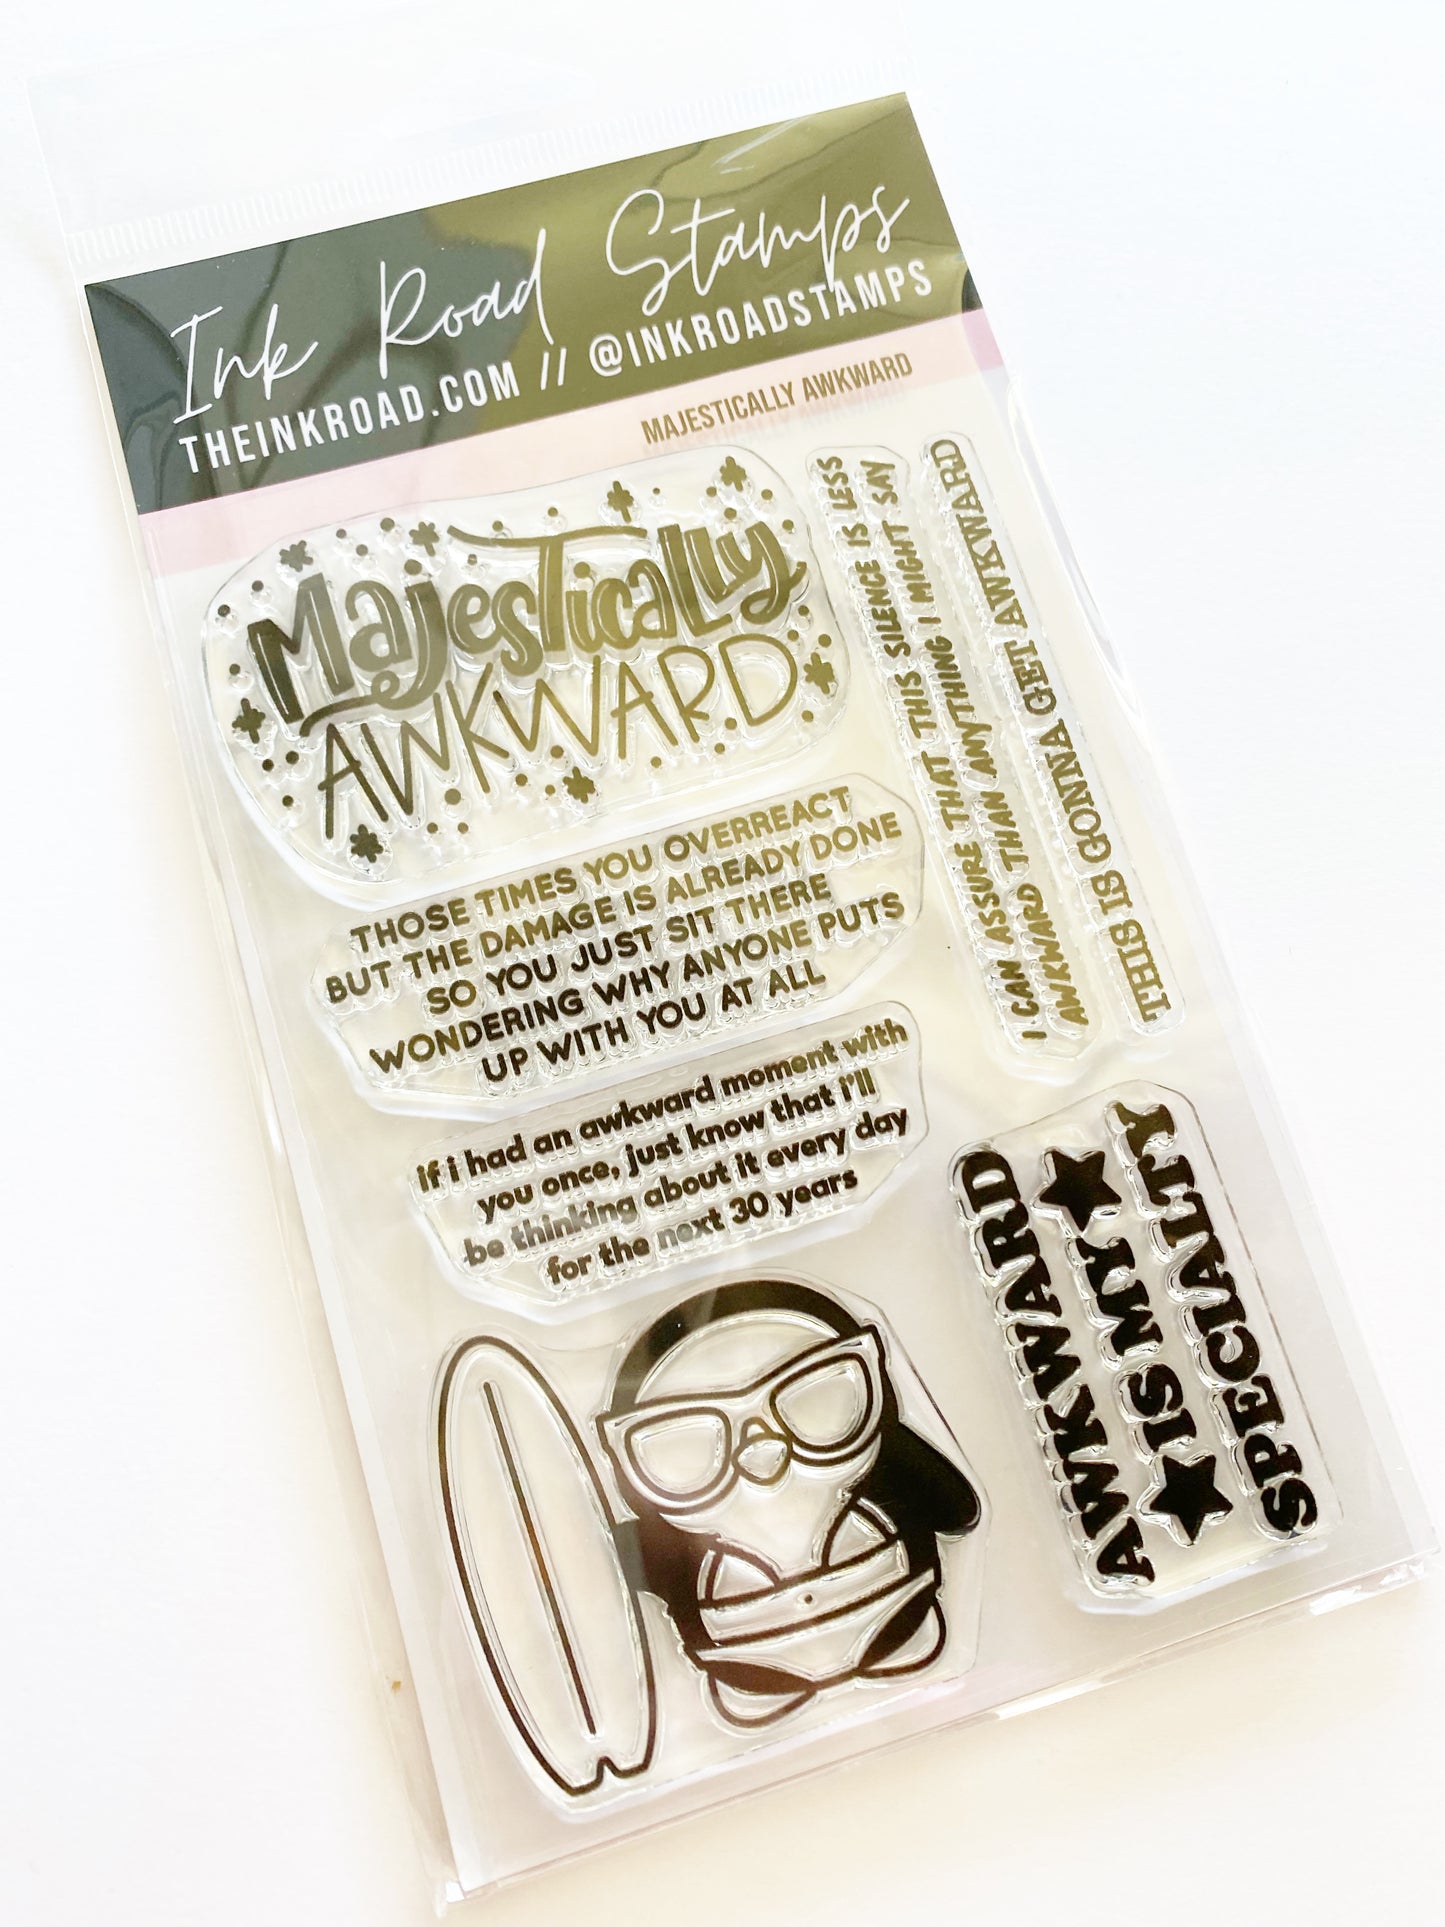 Ink Road Stamps
THEINKROAD.COM // @INKROADSTAMPS
MAJESTICALLY AWKWARD
MajesTicaLLy
AWKWARD
THOSE TIMES YOU OVERREACT
BUT THE DAMAGE IS ALREADY DONE
SO YOU JUST SIT THERE
WONDERING WHY ANYONE PUTS
UP WITH YOU AT ALL
if i had an awkward moment with
you once, just know that i'll
be thinking about it every day
for the next 30 years
I CAN ASSURE THAT THIS SILENCE IS LESS
AWKWARD THAN ANYTHING I MIGHT SAY
THIS IS GONNA GET AWKWARD
AWKWARD
IS MY
SPECIALTY